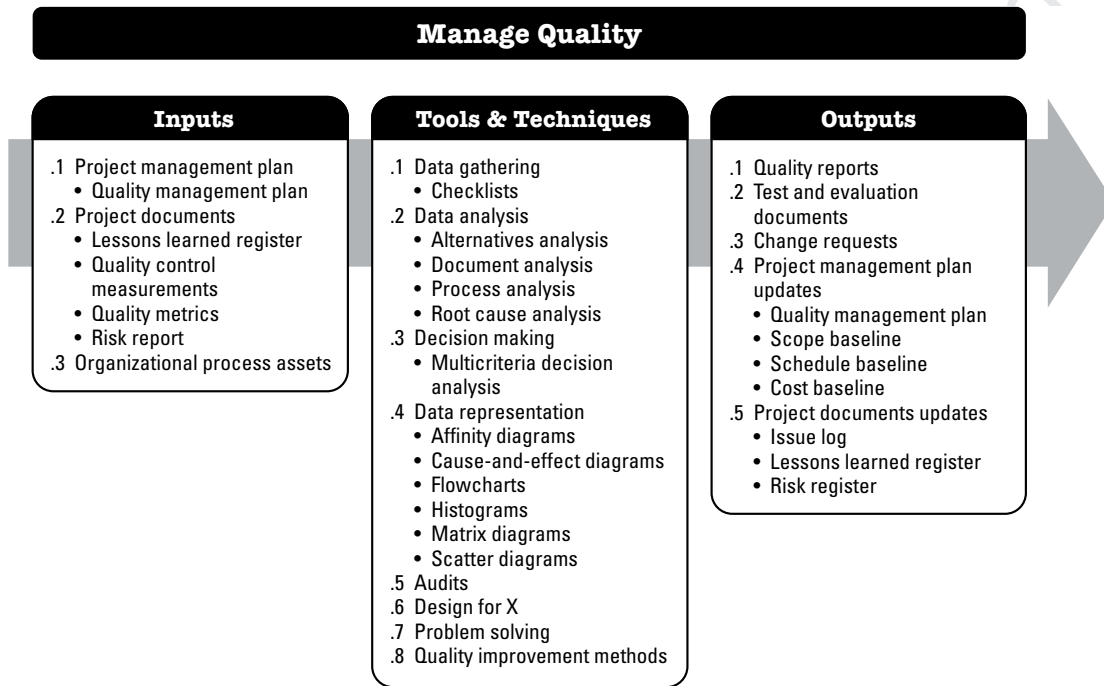 Manage Quality
Inputs
.1 Project management plan
• Quality management plan
.2 Project documents
• Lessons learned register
• Quality control
measurements
• Quality metrics
• Risk report
.3 Organizational process assets
Tools & Techniques
.1 Data gathering
• Checklists
.2 Data analysis
• Alternatives analysis
• Document analysis
• Process analysis
• Root cause analysis
.3 Decision making
• Multicriteria decision
analysis
.4 Data representation
• Affinity diagrams
• Cause-and-effect diagrams
• Flowcharts
• Histograms
• Matrix diagrams
• Scatter diagrams
.5 Audits
.6 Design for X
.7 Problem solving
.8 Quality improvement methods
Outputs
.1 Quality reports
.2 Test and evaluation
documents
.3 Change requests
.4 Project management plan
updates
• Quality management plan
• Scope baseline
• Schedule baseline
• Cost baseline
.5 Project documents updates
• Issue log
• Lessons learned register
• Risk register